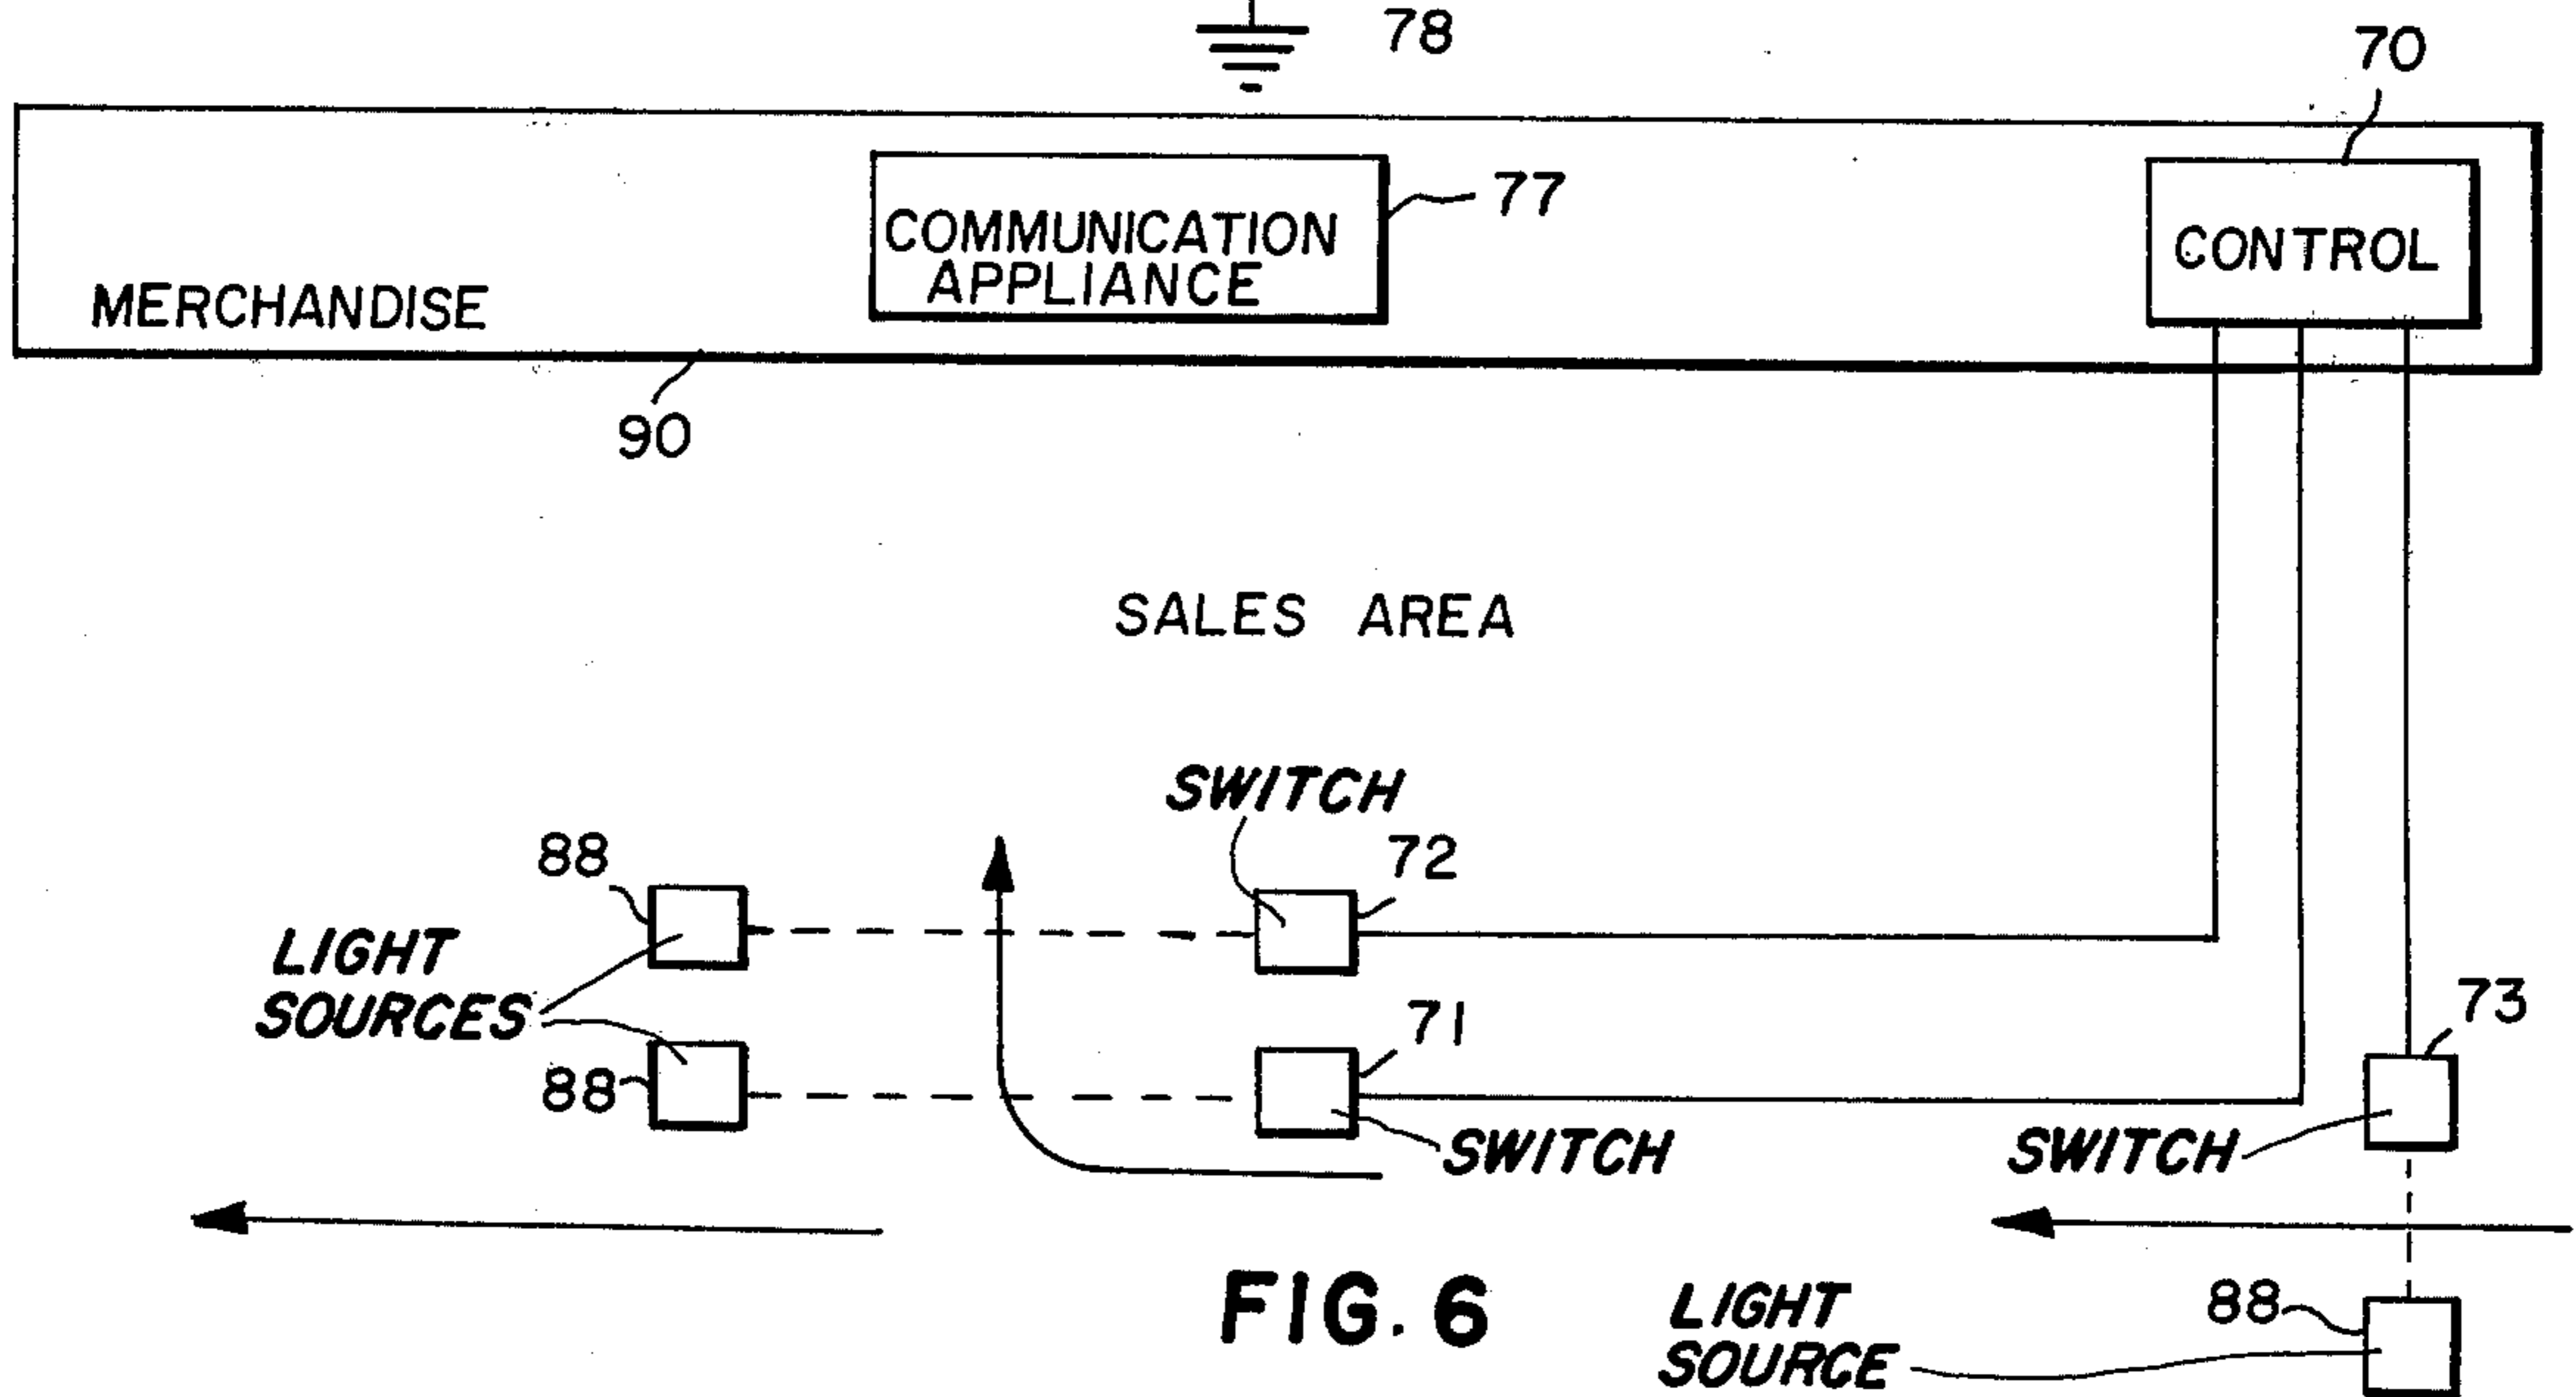 78
70
77
COMMUNICATION
APPLIANCE
CONTROL
MERCHANDISE
90
SALES AREA
SWITCH
88
72
LIGHT
SOURCES
71
73
88
SWITCH
SWITCH
FIG. 6
LIGHT
SOURCE
88